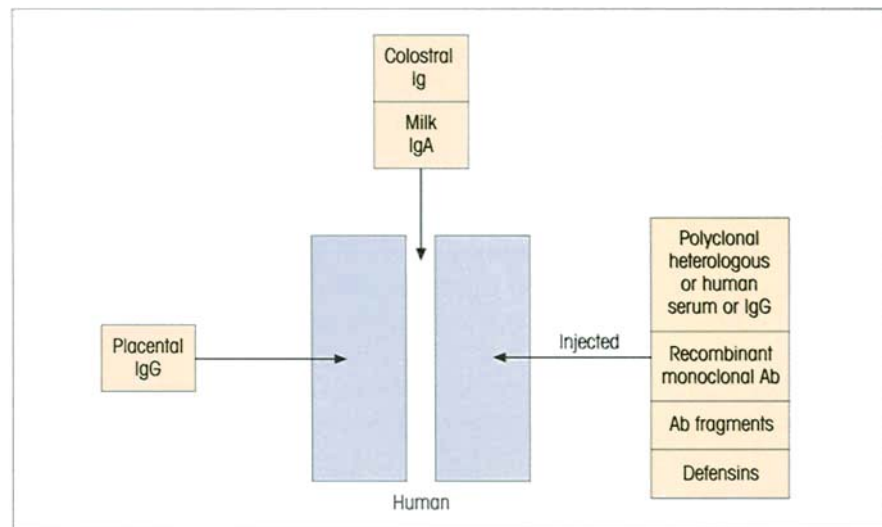 Colostral
Ig
Milk
IgA
Placental
IgG
Injected
Polyclonal
heterologous
or human
serum or IgG
Recombinant
monoclonal Ab
Ab fragments
Defensins
Human